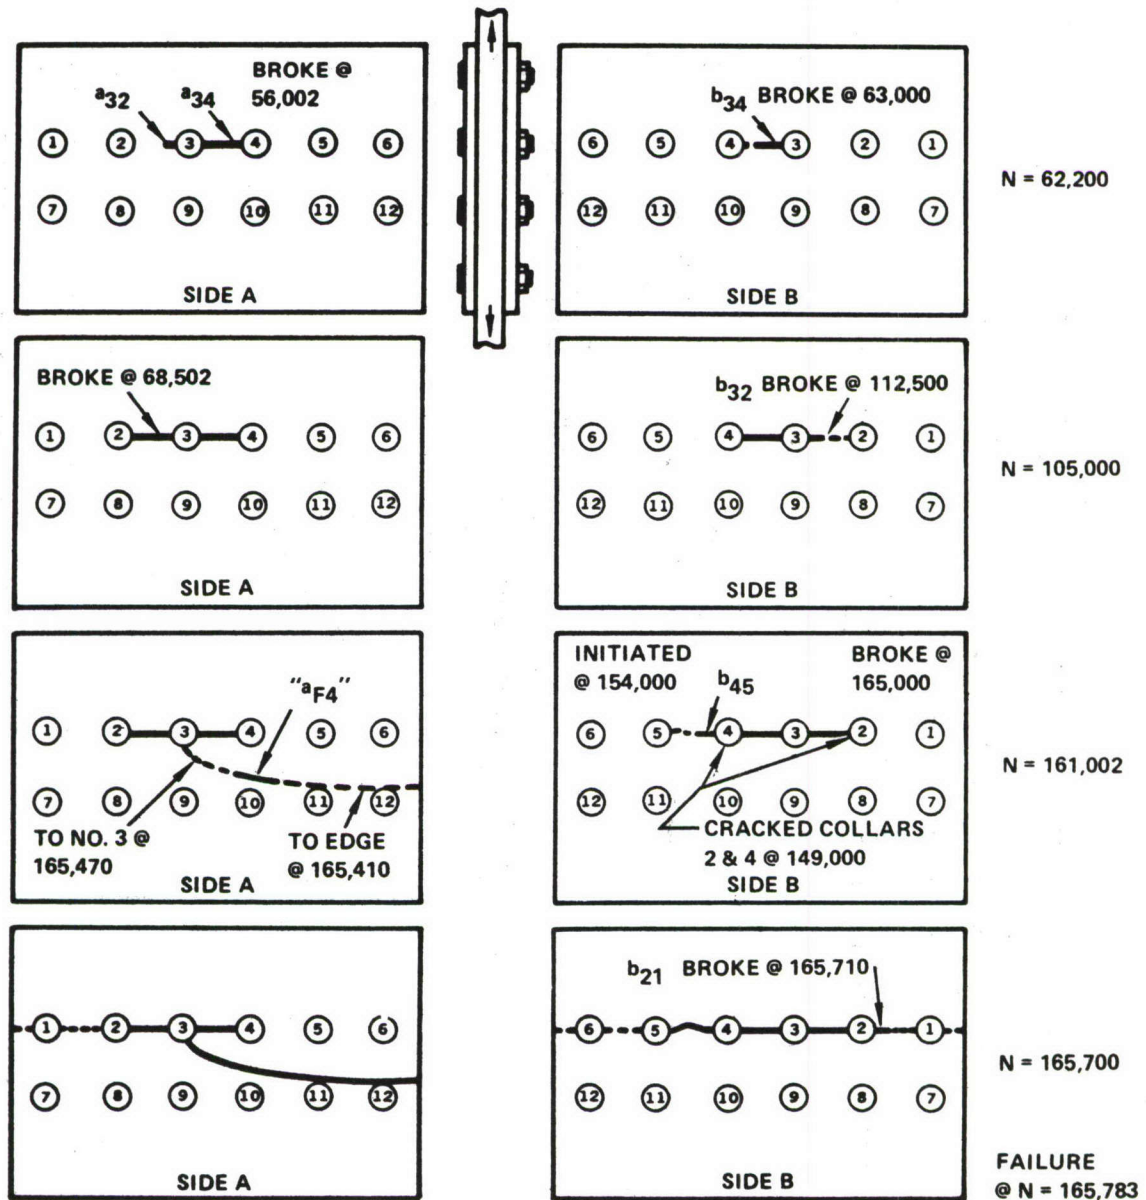 BROKE @
56,002
a32 a34
1 2 3 4 5 6
7 8 9 10 11 12
SIDE A
b34 BROKE @ 63,000
6 5 4 3 2 1
12 11 10 9 8 7
SIDE B
N = 62,200
BROKE @ 68,502
1 2 3 4 5 6
7 8 9 10 11 12
SIDE A
b32 BROKE @ 112,500
6 5 4 3 2 1
12 11 10 9 8 7
SIDE B
N = 105,000
"aF4"
1 2 3 4 5 6
7 8 9 10 11 12
TO NO. 3 @
165,470
TO EDGE
@ 165,410
SIDE A
INITIATED
@ 154,000
b45
BROKE @
165,000
6 5 4 3 2 1
12 11 10 9 8 7
CRACKED COLLARS
2 & 4 @ 149,000
SIDE B
N = 161,002
1 2 3 4 5 6
7 8 9 10 11 12
SIDE A
b21 BROKE @ 165,710
6 5 4 3 2 1
12 11 10 9 8 7
SIDE B
N = 165,700
FAILURE
@ N = 165,783